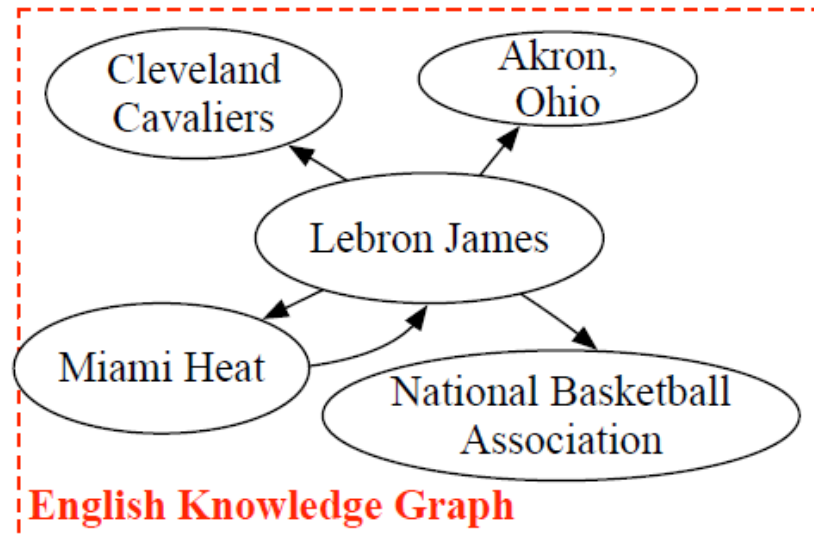 Cleveland
Cavaliers
Akron,
Ohio
Lebron James
Miami Heat
National Basketball
Association
English Knowledge Graph